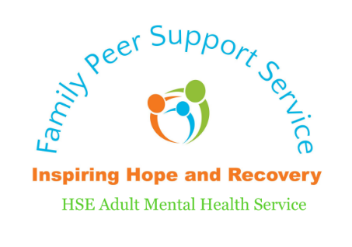 Family Peer Support Service
Inspiring Hope and Recovery
HSE Adult Mental Health Service